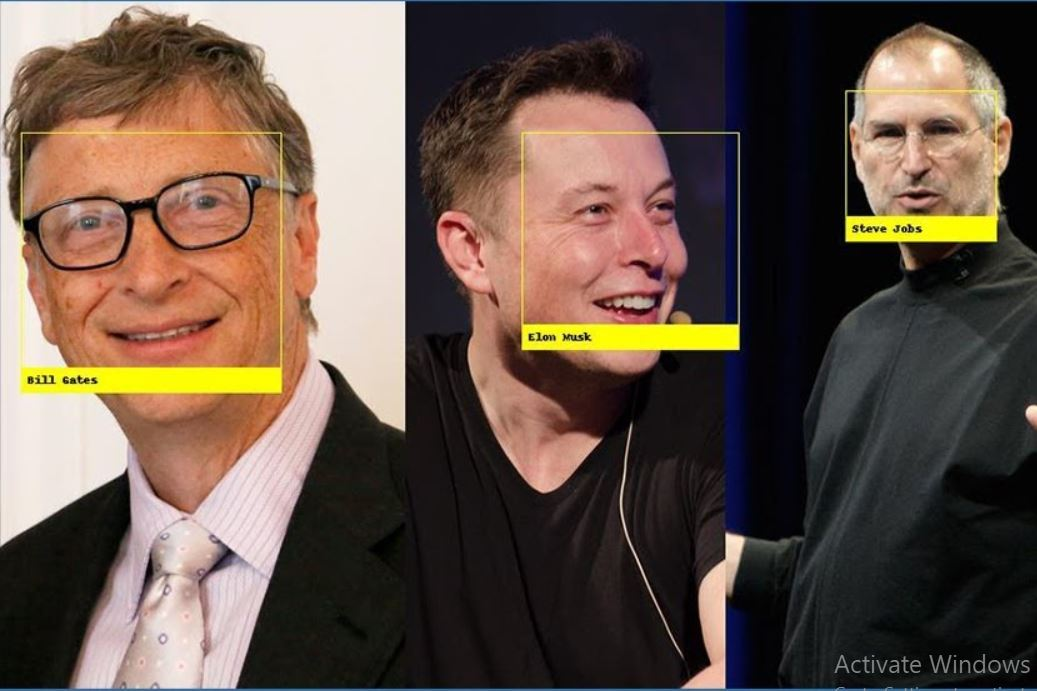 Bill Gates
Elon Musk
Steve Jobs
Activate Windows